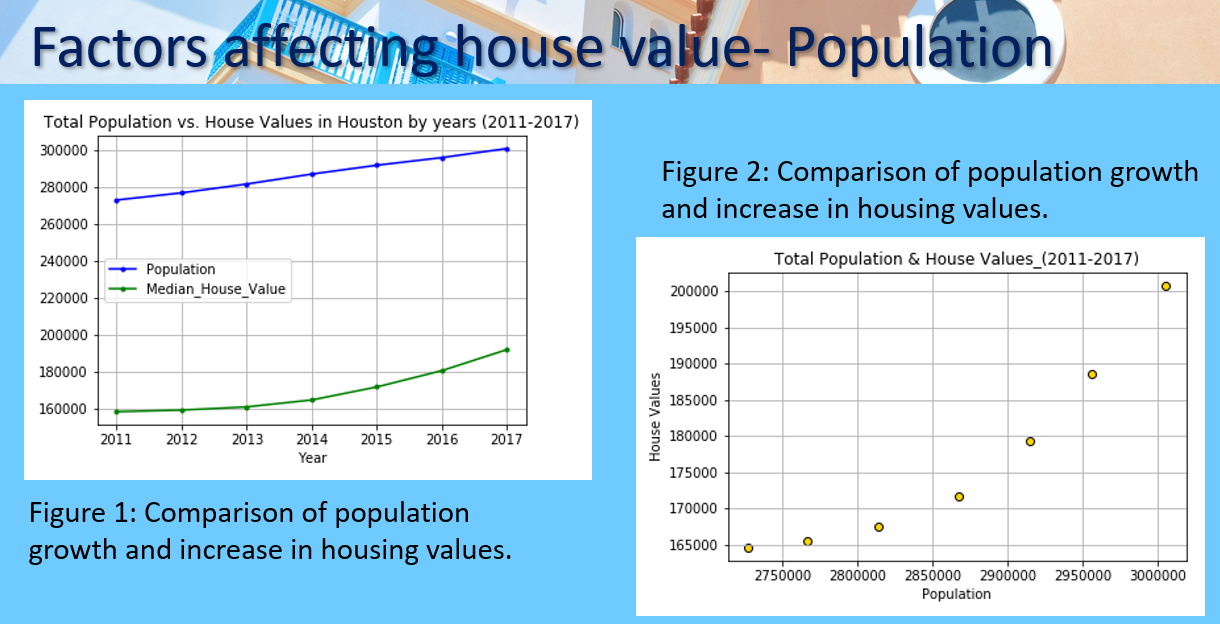 Factors affecting house value- Population
Total Population vs. House Values in Houston by years (2011-2017)
300000
280000
260000
240000
220000
200000
180000
160000
Population
Median_House_Value
2011 2012 2013 2014 2015 2016 2017
Year
Figure 1: Comparison of population
growth and increase in housing values.
Figure 2: Comparison of population growth
and increase in housing values.
Total Population & House Values_(2011-2017)
House Values
200000
195000
190000
185000
180000
175000
170000
165000
2750000 2800000 2850000 2900000 2950000 3000000
Population